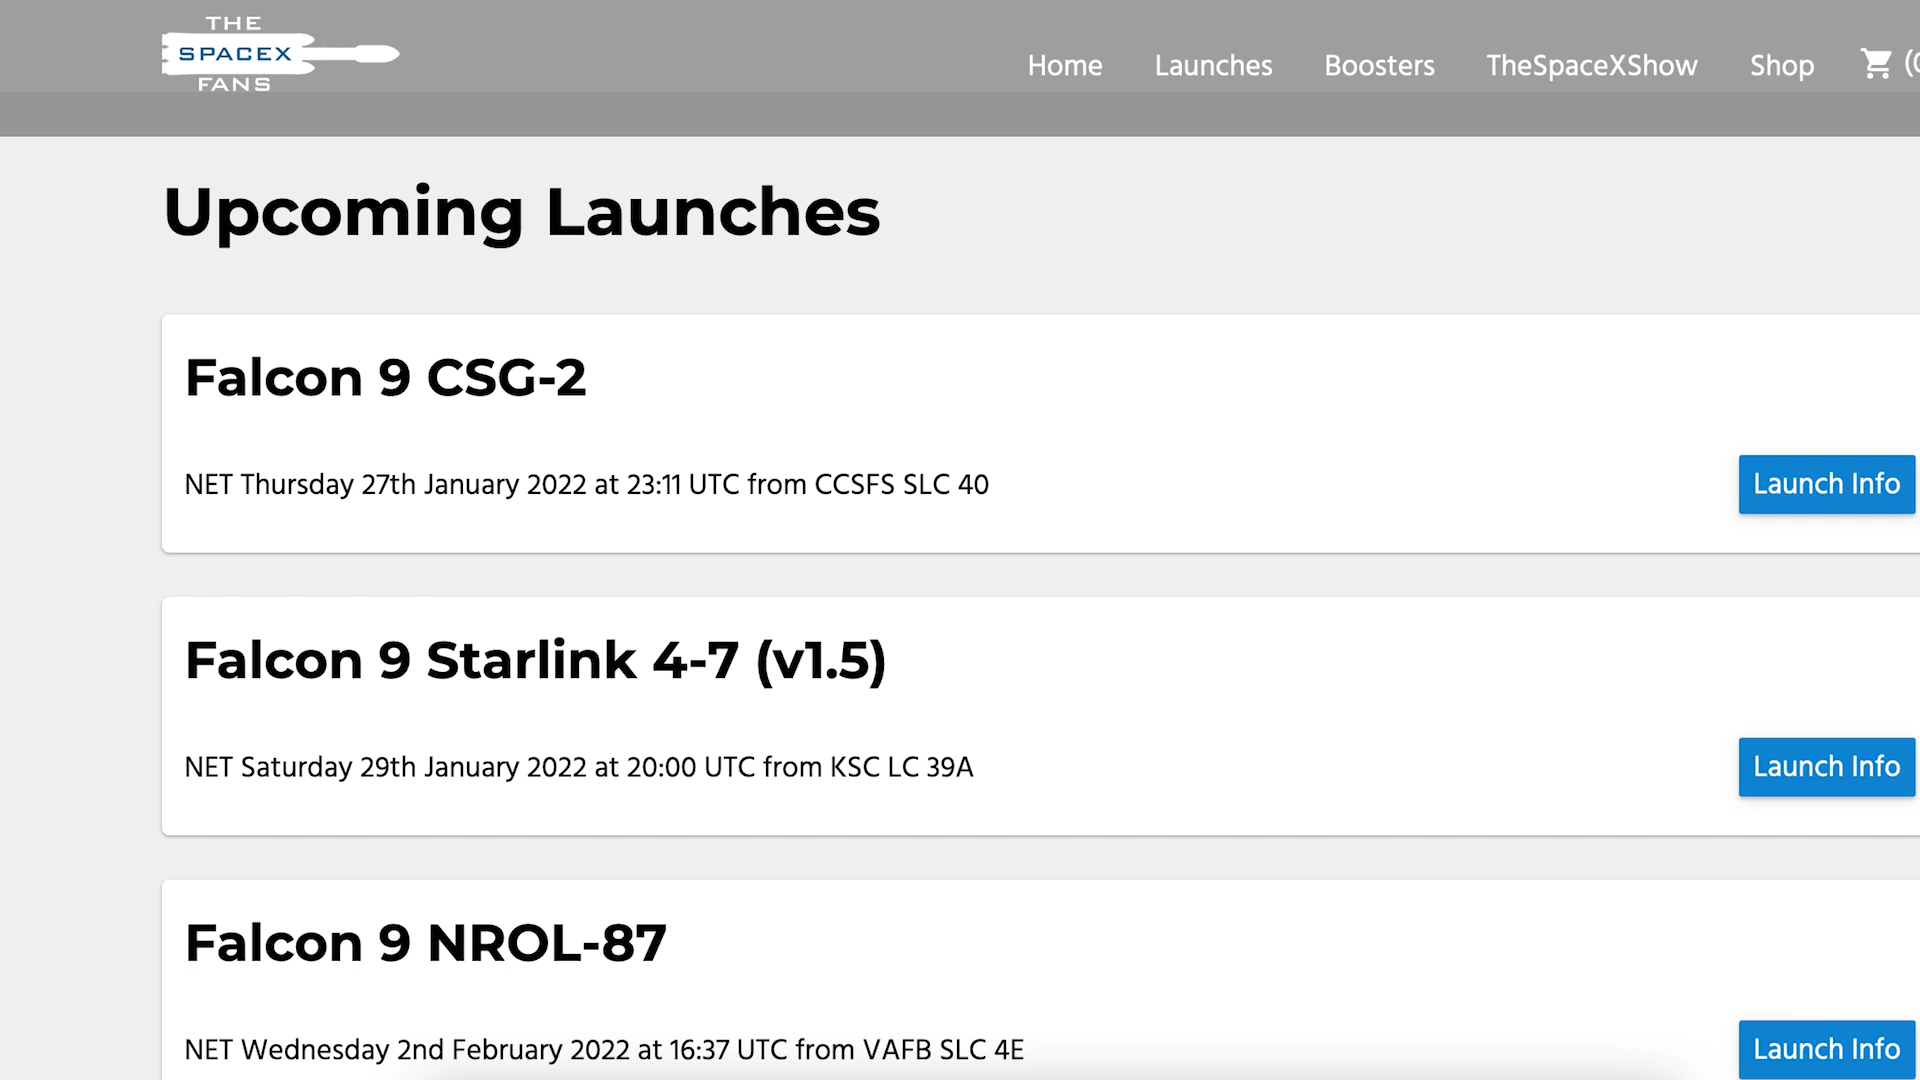 THE
SPACEX
FANS
Home Launches Boosters TheSpaceXShow Shop
Upcoming Launches
Falcon 9 CSG-2
NET Thursday 27th January 2022 at 23:11 UTC from CCSFS SLC 40
Launch Info
Falcon 9 Starlink 4-7 (v1.5)
NET Saturday 29th January 2022 at 20:00 UTC from KSC LC 39A
Launch Info
Falcon 9 NROL-87
NET Wednesday 2nd February 2022 at 16:37 UTC from VAFB SLC 4E
Launch Info